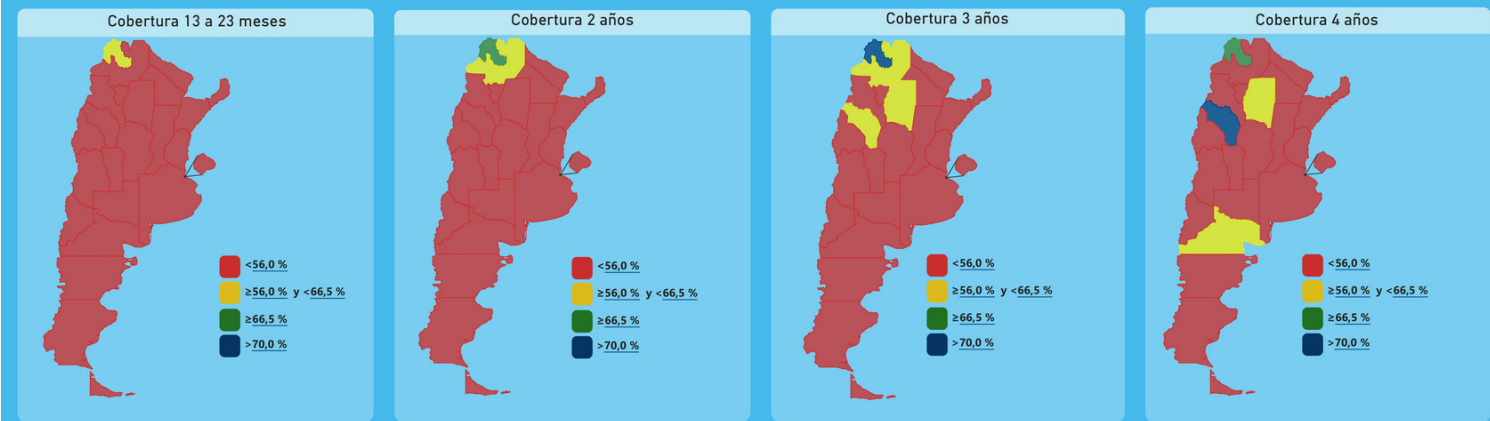 Cobertura 13 a 23 meses
<56,0 %
≥56,0 % y <66,5 %
≥66,5 %
>70,0 %
Cobertura 2 años
<56,0 %
≥56,0 % y <66,5 %
≥66,5 %
>70,0 %
Cobertura 3 años
<56,0 %
≥56,0 % y <66,5 %
≥66,5 %
>70,0 %
Cobertura 4 años
<56,0 %
≥56,0 % y <66,5 %
≥66,5 %
>70,0 %